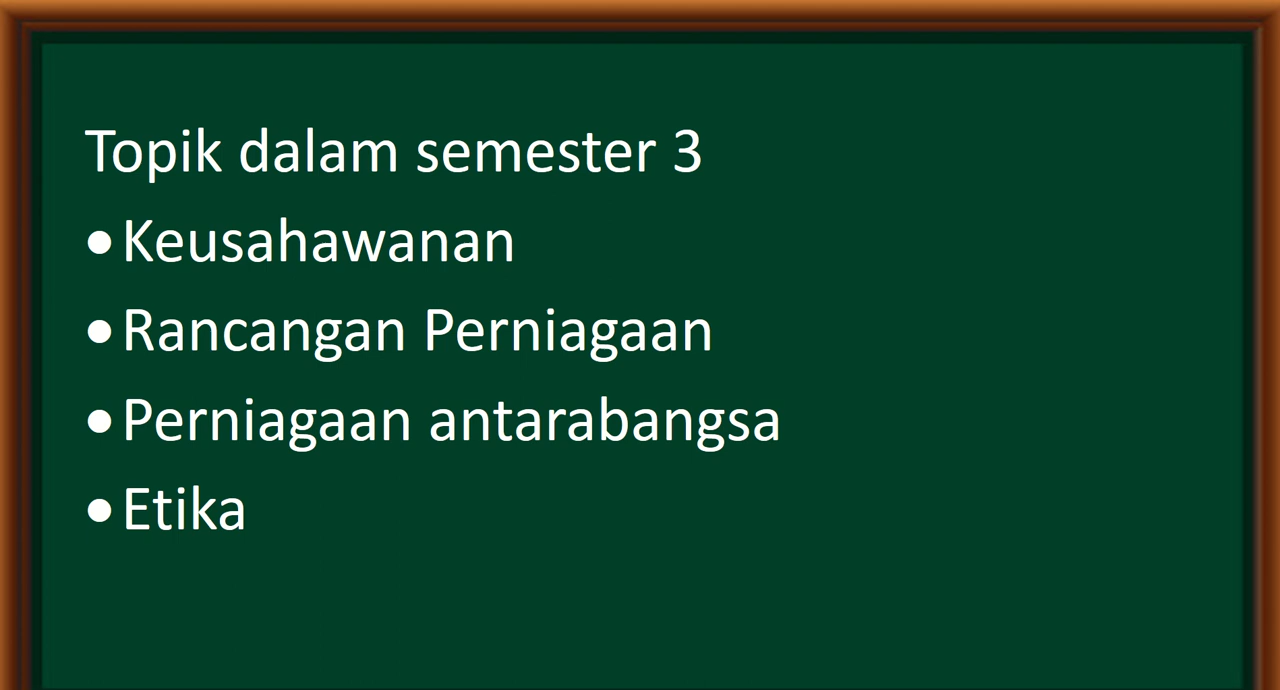 Topik dalam semester 3
•Keusahawanan
•Rancangan Perniagaan
•Perniagaan antarabangsa
•Etika